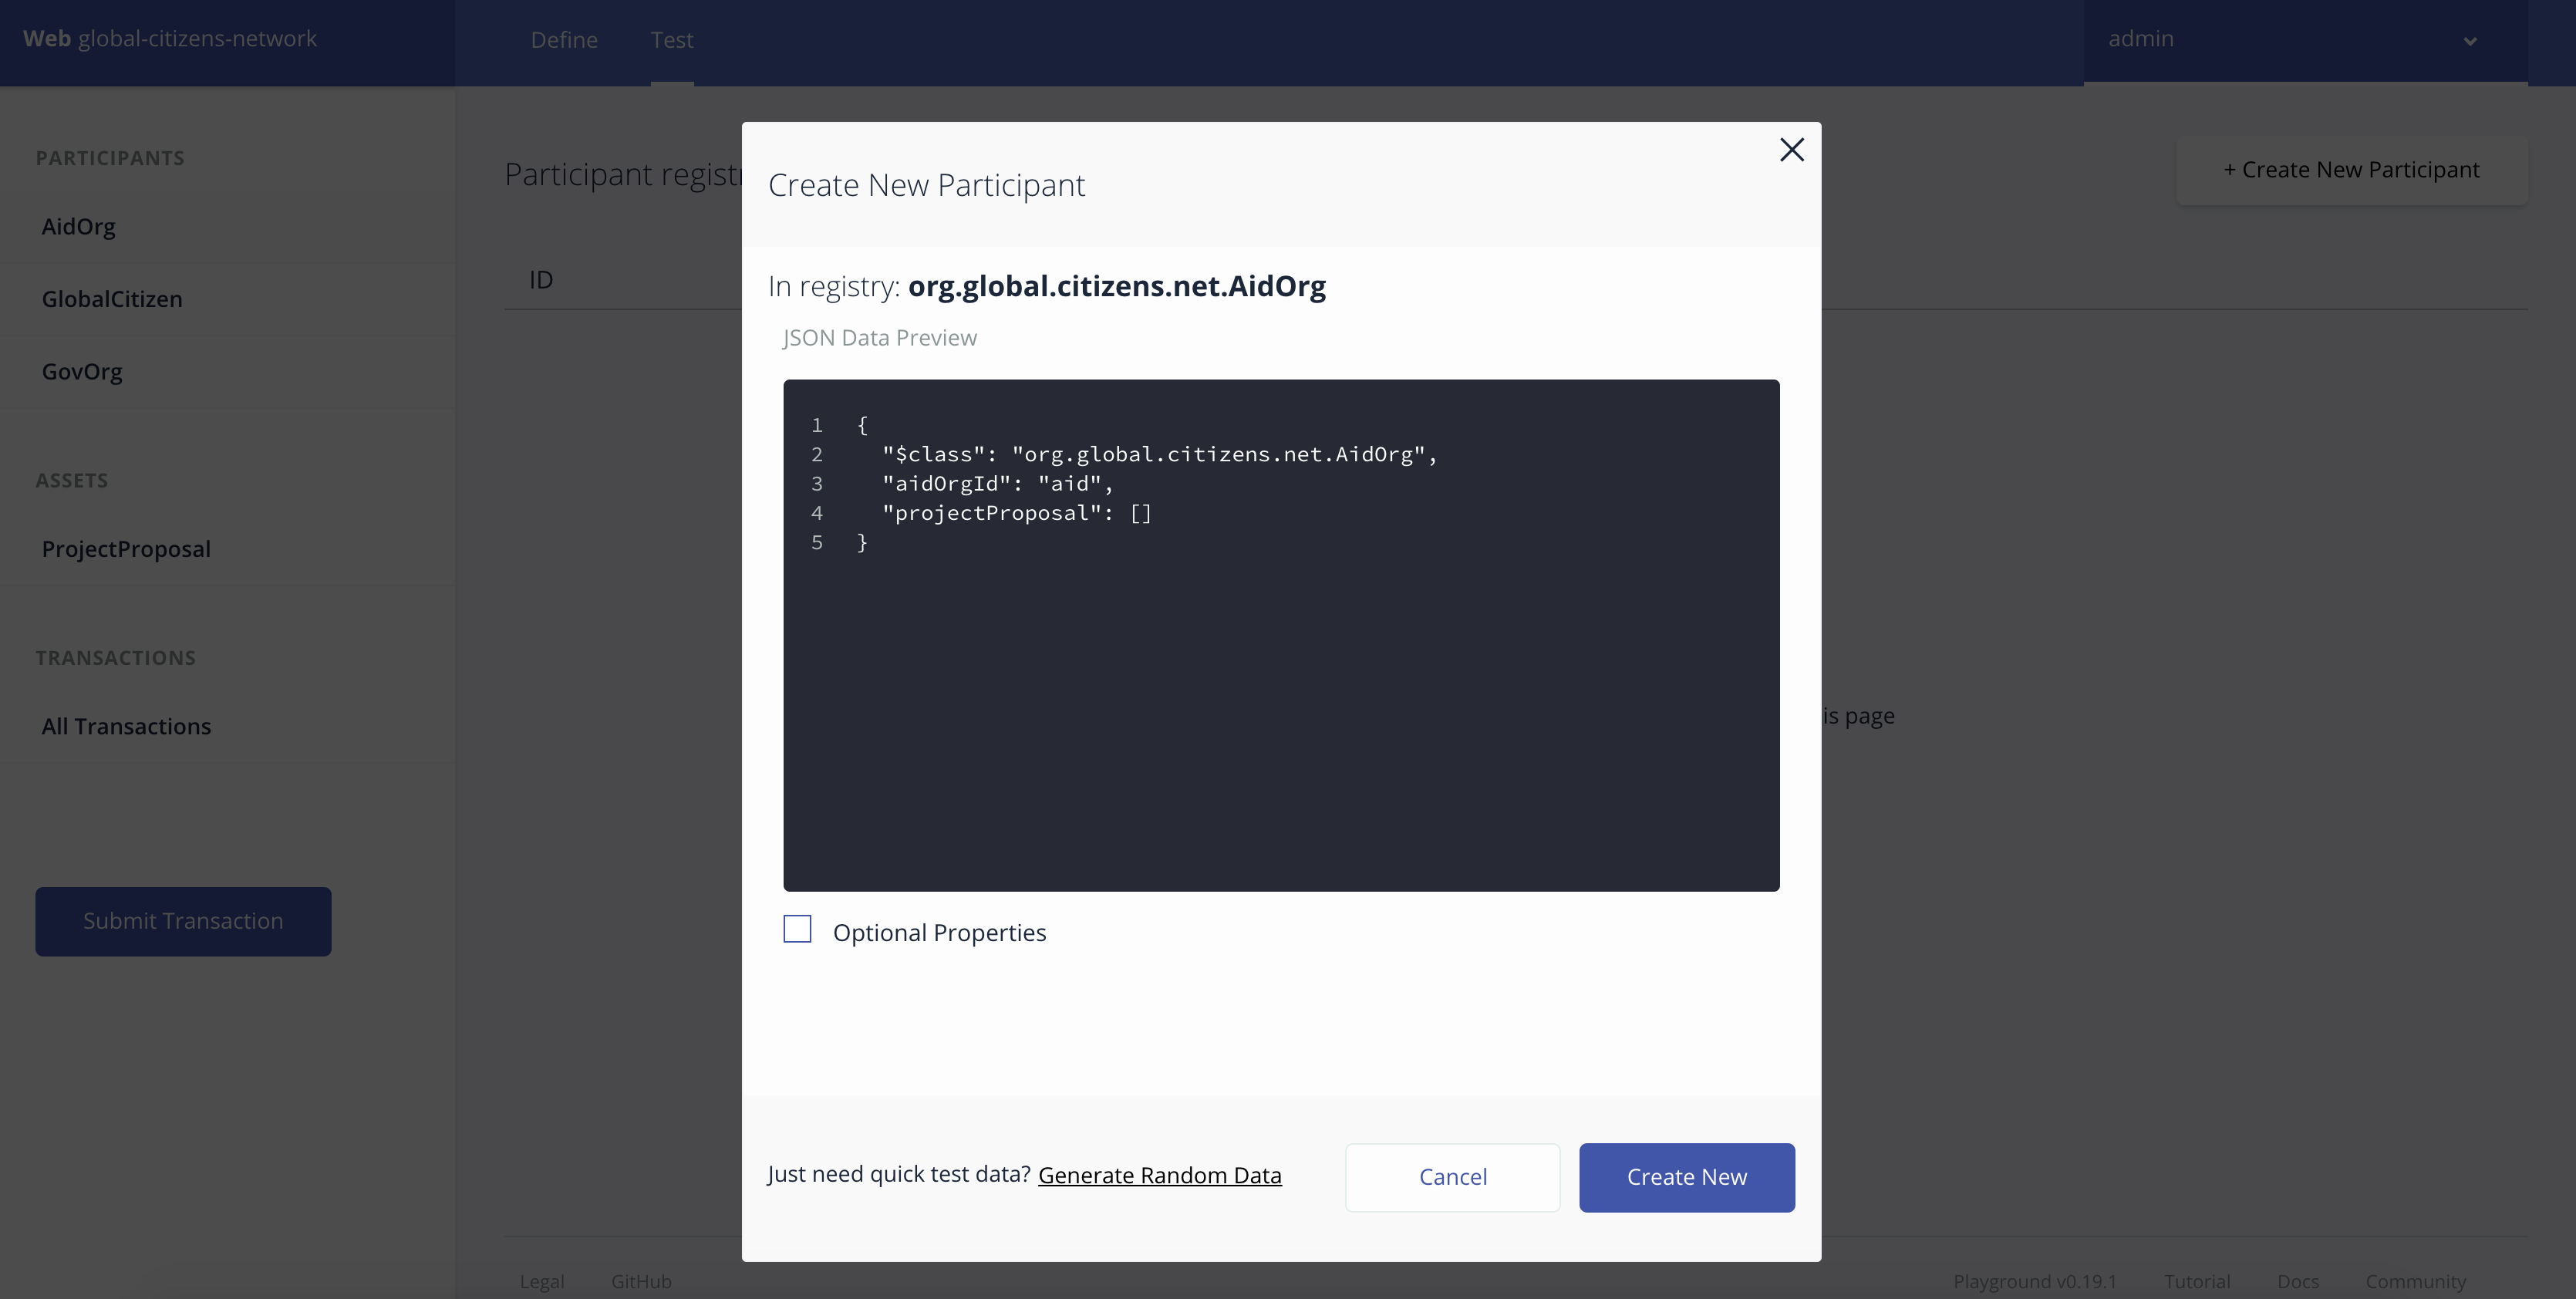 Web global-citizens-network
Define
Test
admin
PARTICIPANTS
AidOrg
GlobalCitizen
GovOrg
ASSETS
ProjectProposal
TRANSACTIONS
All Transactions
Submit Transaction
Participant regist
+ Create New Participant
ID
is page
Create New Participant
In registry: org.global.citizens.net.AidOrg
JSON Data Preview
1 {
2 "$class": "org.global.citizens.net.AidOrg",
3 "aidOrgId": "aid",
4 "projectProposal": []
5 }
Optional Properties
Just need quick test data? Generate Random Data
Cancel
Create New
Legal
GitHub
Playground v0.19.1
Tutorial
Docs
Community